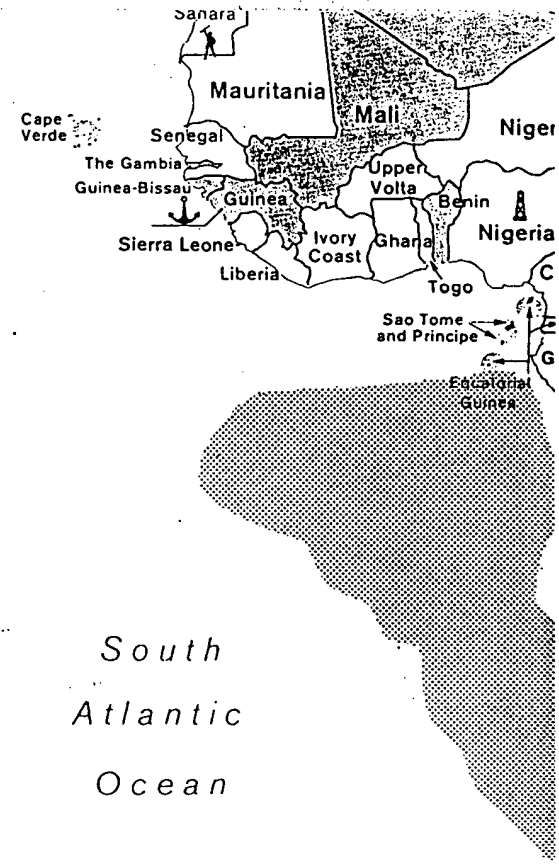 Sahara
Mauritania
Mali
Niger
Cape
Verde
Senegal
The Gambia
Guinea-Bissau
Guinea
Upper
Volta
Benin
Nigeria
Sierra Leone
Ivory
Coast
Ghana
Liberia
Togo
C
Sao Tome
and Principe
E
G
Equatorial
Guinea
South
Atlantic
Ocean